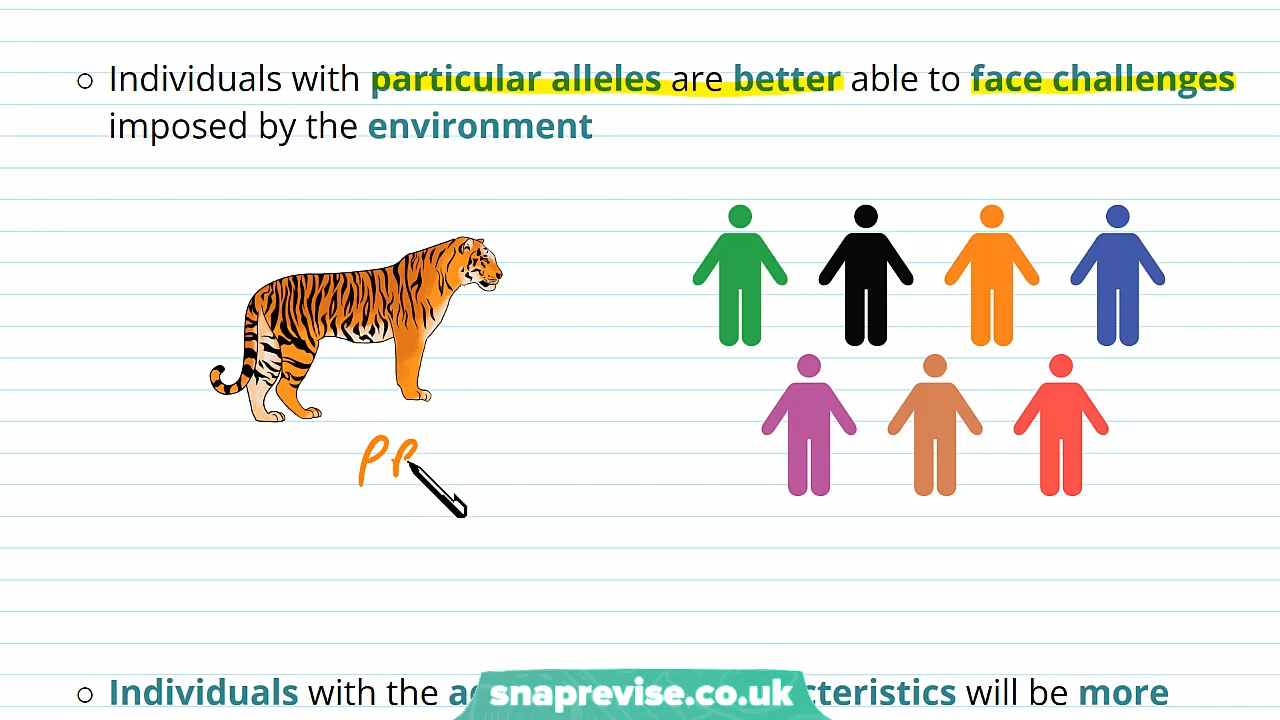 Individuals with particular alleles are better able to face challenges
imposed by the environment
PR
Individuals with the cteristics will be more
snaprevise.co.uk